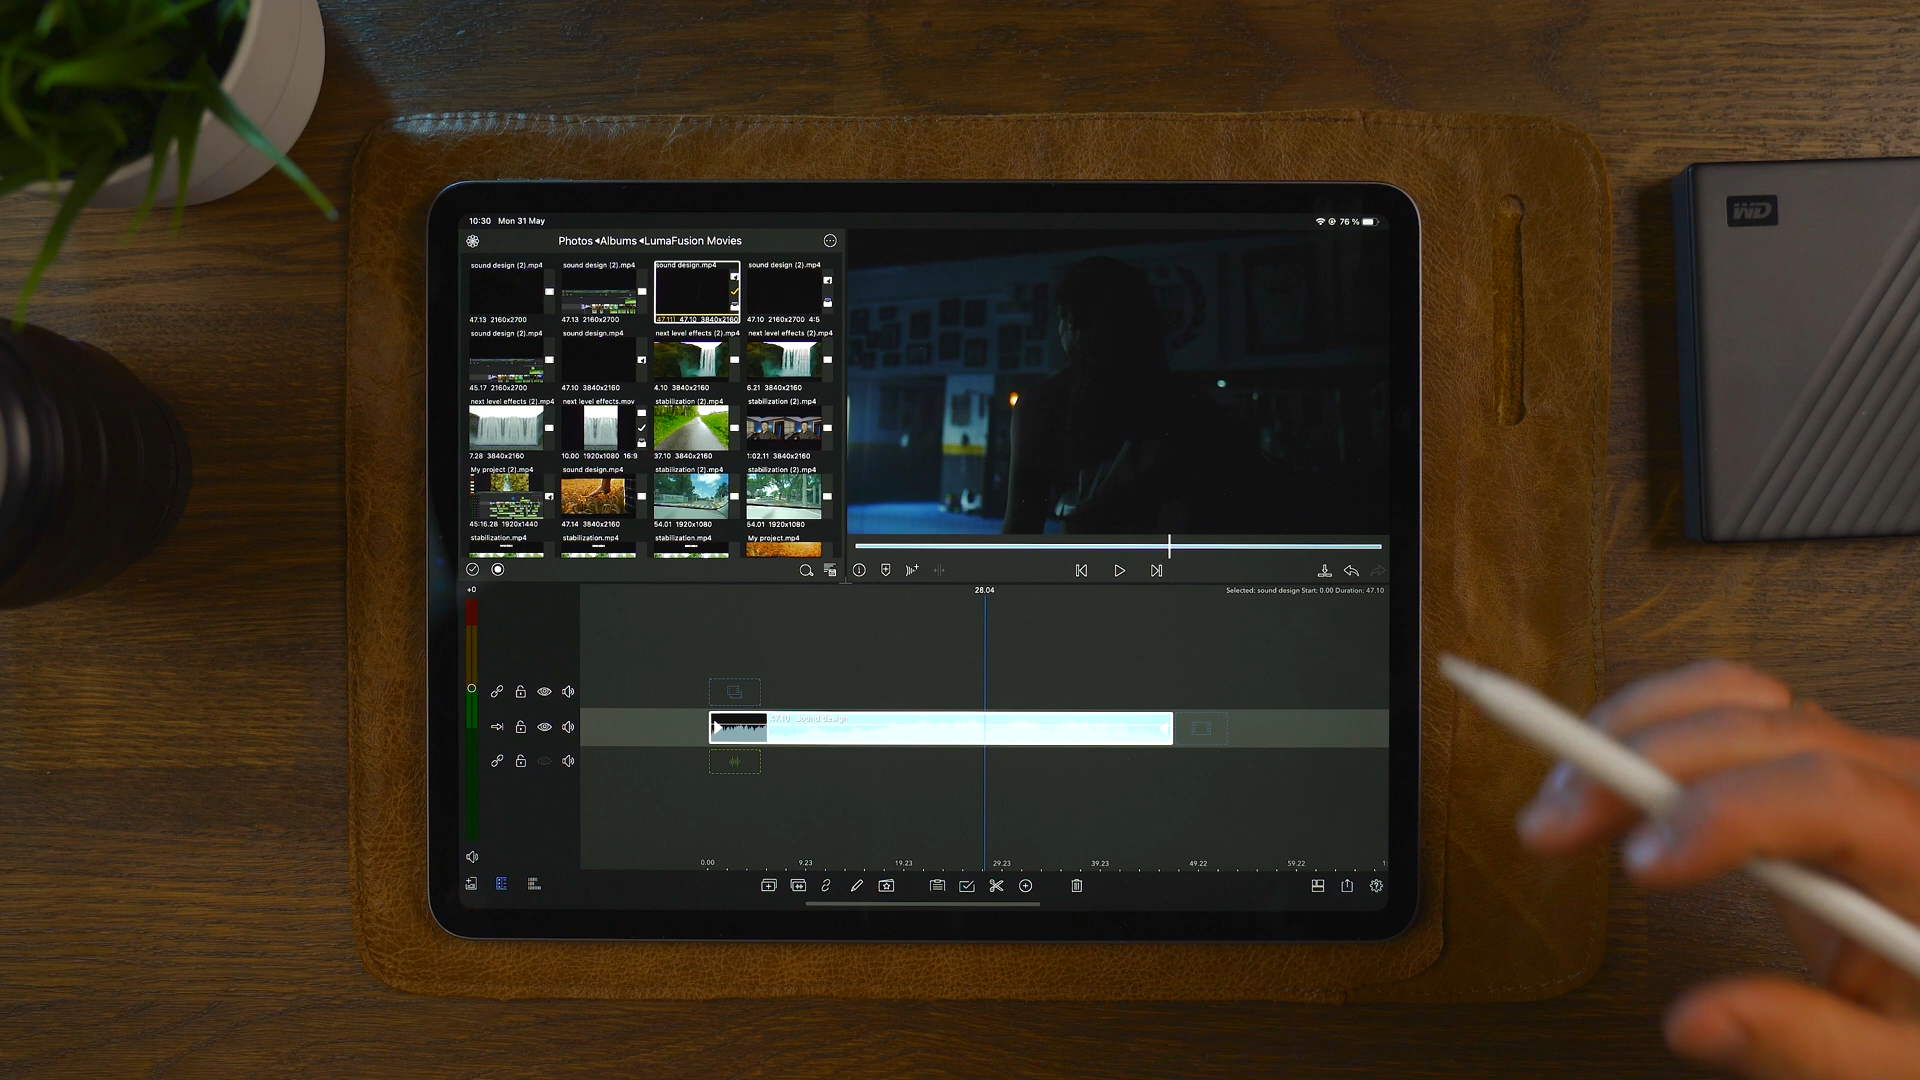 10:30 Mon 31 May
76 %
Photos Albums LumaFusion Movies
sound design (2).mp4 sound design (2).mp4 sound design.mp4 sound design (2).mp4
47.13 2160x2700 47.13 2160x2700 47.10 3840x2160 47.10 2160x2700 4:5
sound design (2).mp4 sound design.mp4 next level effects (2).mp4 next level effects (2).mp4
45.17 2160x2700 47.10 3840x2160 4.10 3840x2160 6.21 3840x2160
next level effects (2).mp4 next level effects.mov stabilization (2).mp4 stabilization (2).mp4
7.28 3840x2160 10.00 1920x1080 16:9 37.10 3840x2160 1:02.11 3840x2160
My project (2).mp4 sound design.mp4 stabilization (2).mp4 stabilization (2).mp4
45:16.28 1920x1440 47.14 3840x2160 54.01 1920x1080 54.01 1920x1080
stabilization.mp4 stabilization.mp4 stabilization.mp4 My project.mp4
+0
28.04
Selected: sound design Start: 0.00 Duration: 47.10
47.10 sound design
0.00 9.23 19.23 29.23 39.23 49.22 59.22 1:
WD